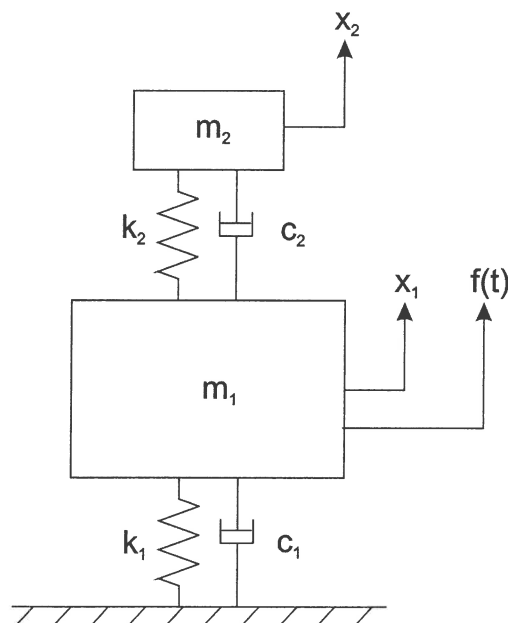 x₂
m₂
k₂ c₂
x₁ f(t)
m₁
k₁ c₁